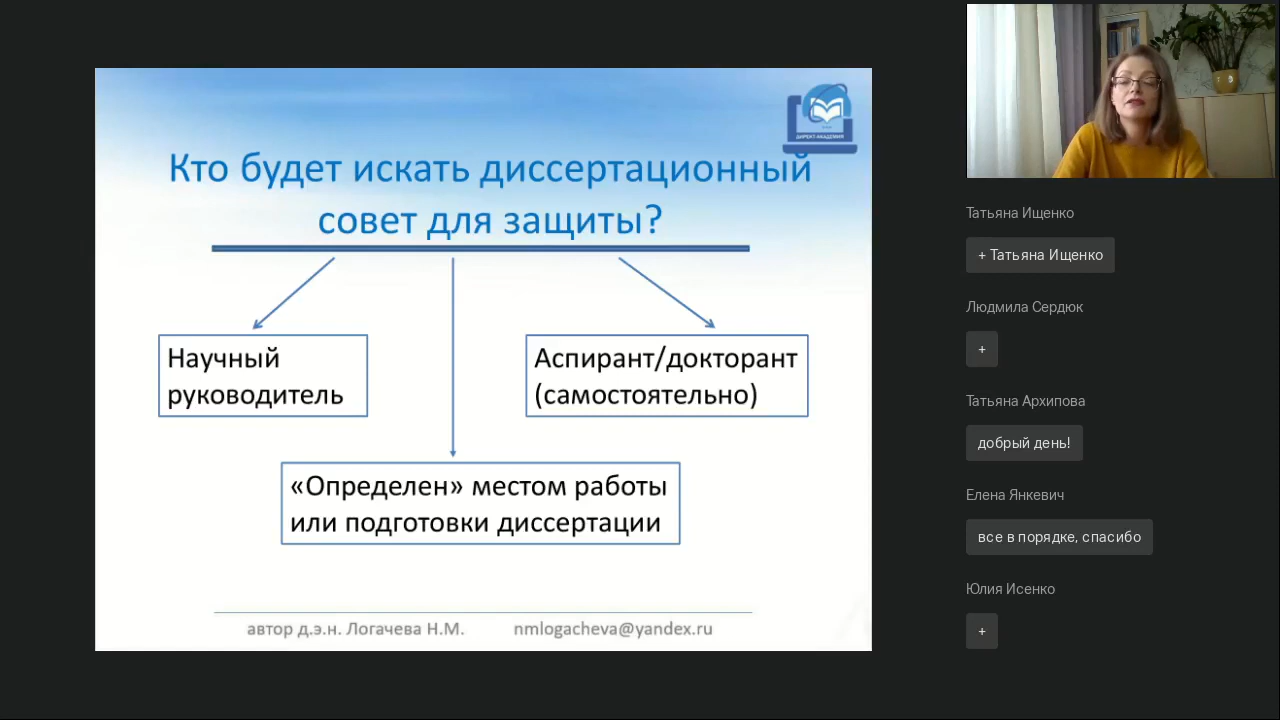 ДИРЕКТ-АКАДЕМИЯ
Кто будет искать диссертационный
совет для защиты?
Научный
руководитель
Аспирант/докторант
(самостоятельно)
«Определен» местом работы
или подготовки диссертации
автор д.э.н. Логачева Н.М. nmlogacheva@yandex.ru
Татьяна Ищенко
+ Татьяна Ищенко
Людмила Сердюк
+
Татьяна Архипова
добрый день!
Елена Янкевич
все в порядке, спасибо
Юлия Исенко
+